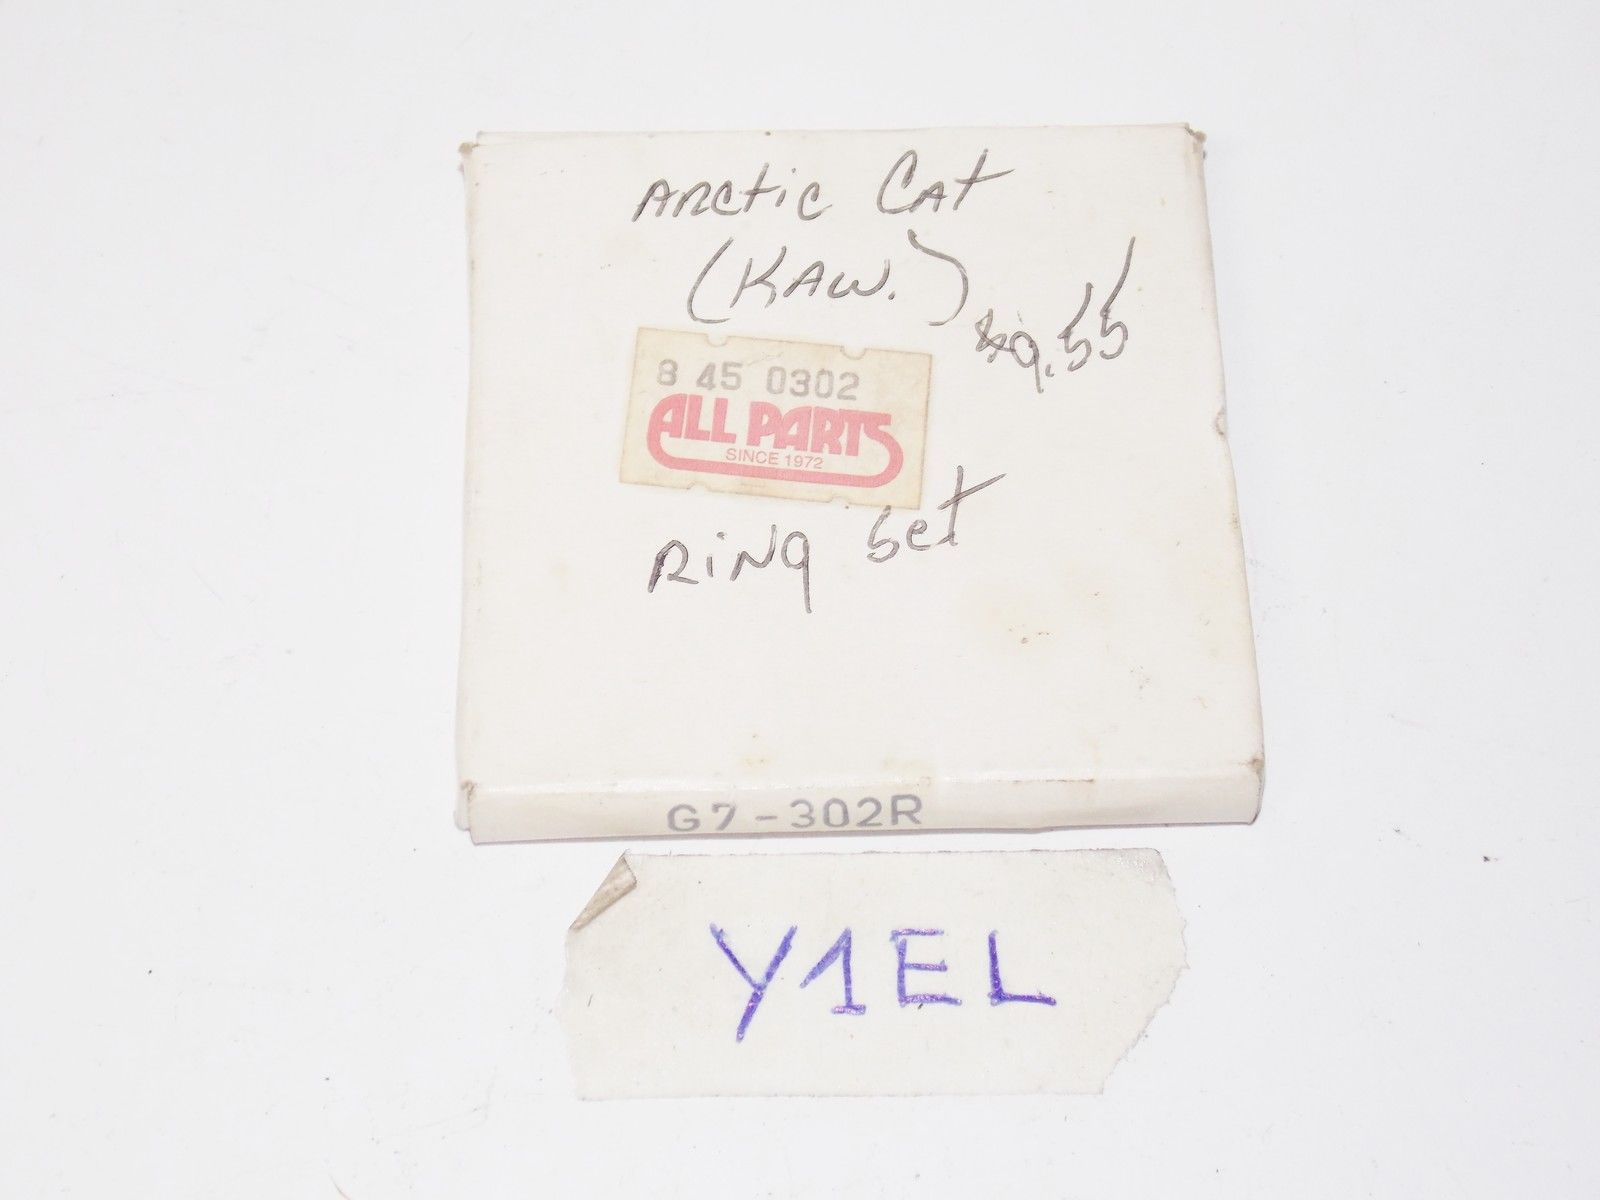 Arctic Cat
(KAW.)
$9.55
8 45 0302
ALL PARTS
SINCE 1972
Ring Set
G7-302R
Y1EL